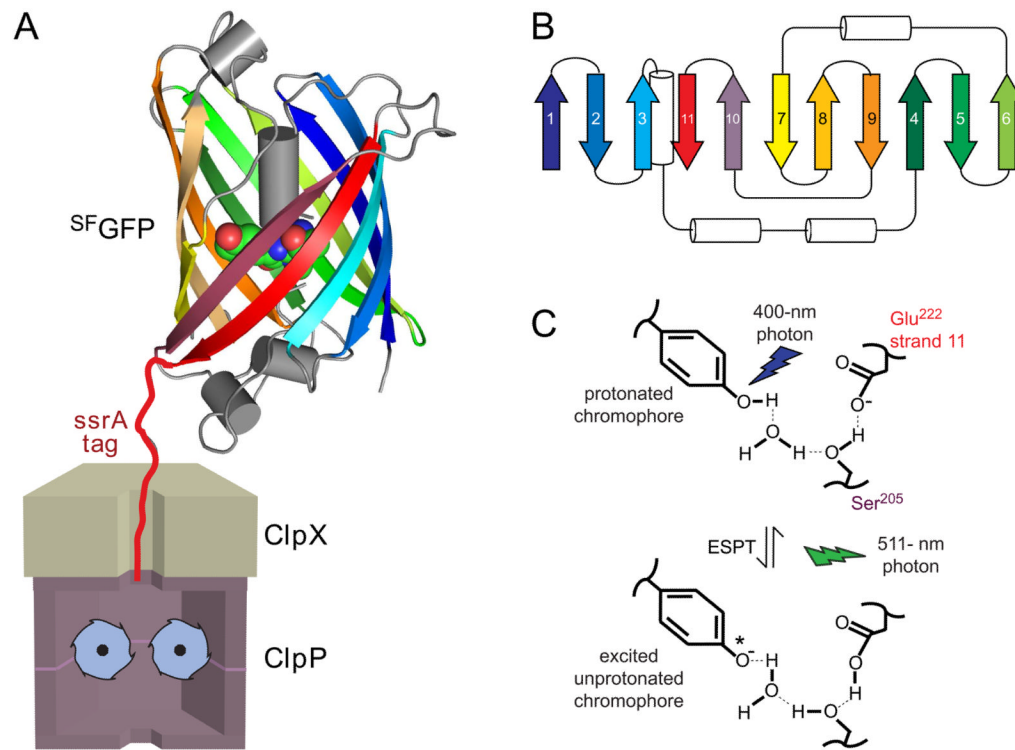 A
SFGFP
ssrA
tag
ClpX
ClpP
B
1
2
3
11
10
7
8
9
4
5
6
C
400-nm
photon
Glu222
strand 11
protonated
chromophore
O
H
O
O-
H
H
H
O
H
O
Ser205
ESPT
511- nm
photon
excited
unprotonated
chromophore
*
O-
H
O
H
H
O
O
O
H